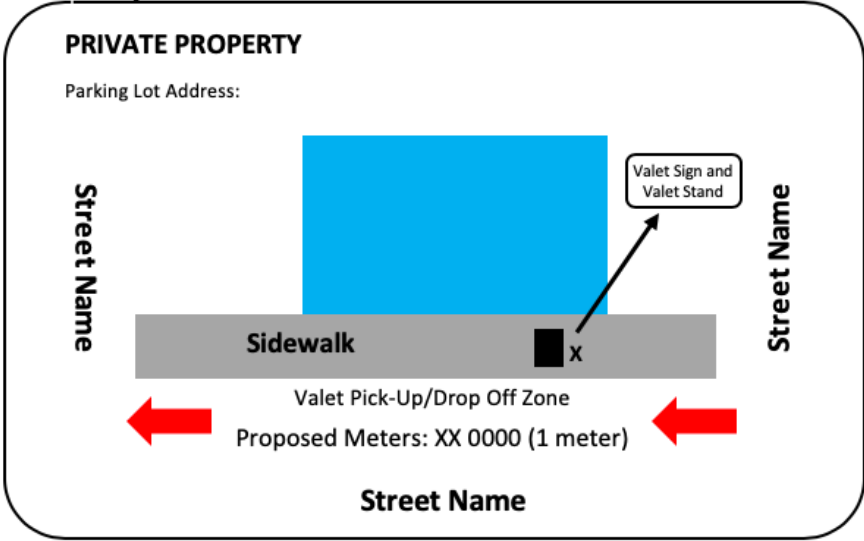 PRIVATE PROPERTY
Parking Lot Address:
Valet Sign and
Valet Stand
Street Name
Street Name
Sidewalk
X
Valet Pick-Up/Drop Off Zone
Proposed Meters: XX 0000 (1 meter)
Street Name